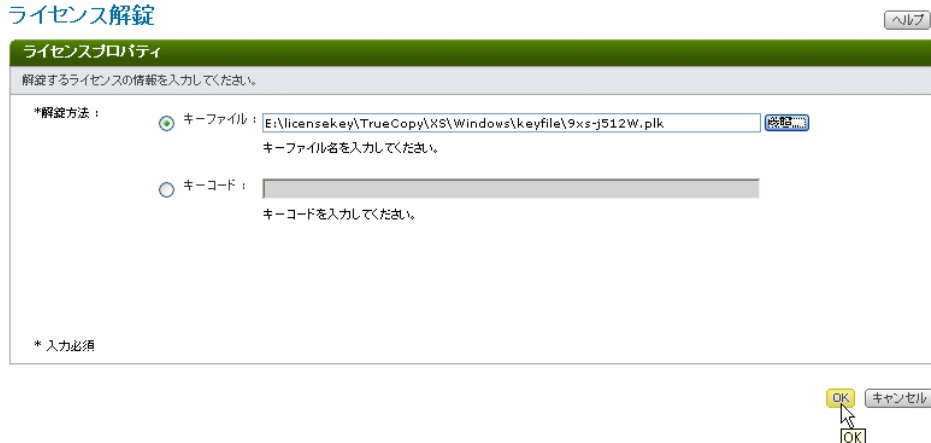 ライセンス解錠
ヘルプ
ライセンスプロパティ
解錠するライセンスの情報を入力してください。
*解錠方法：
キーファイル： E:\licensekey\TrueCopy\XS\Windows\keyfile\9xs-j512W.plk 参照...
キーファイル名を入力してください。
キーコード：
キーコードを入力してください。
* 入力必須
OK キャンセル
OK